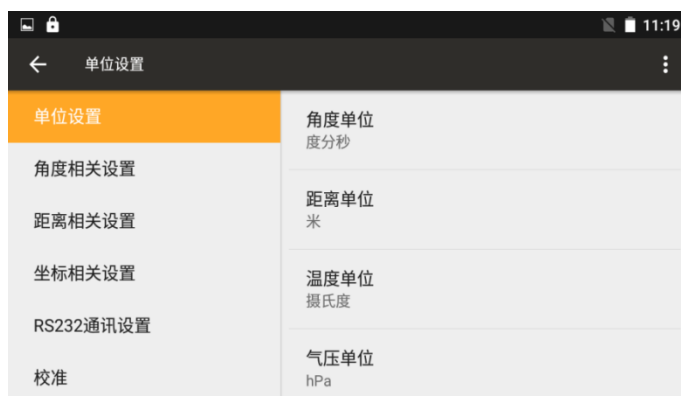 11:19
单位设置
单位设置
角度相关设置
距离相关设置
坐标相关设置
RS232通讯设置
校准
角度单位
度分秒
距离单位
米
温度单位
摄氏度
气压单位
hPa